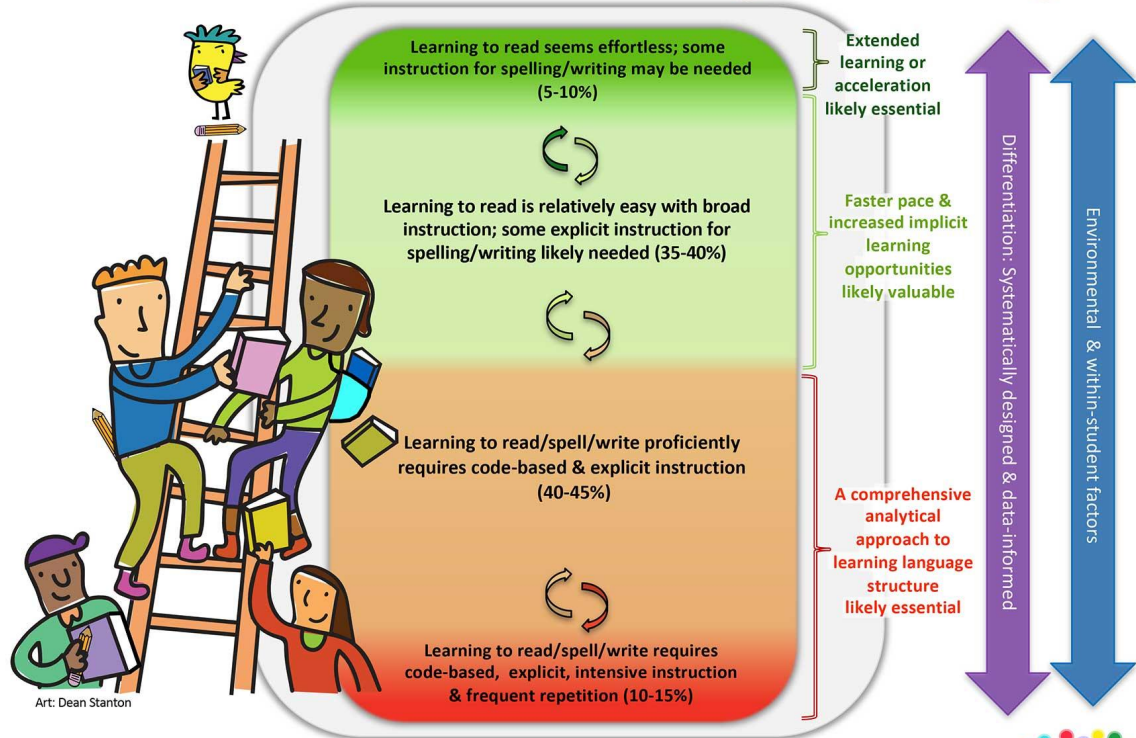 Learning to read seems effortless; some
instruction for spelling/writing may be needed
(5-10%)
Learning to read is relatively easy with broad
instruction; some explicit instruction for
spelling/writing likely needed (35-40%)
Learning to read/spell/write proficiently
requires code-based & explicit instruction
(40-45%)
Learning to read/spell/write requires
code-based, explicit, intensive instruction
& frequent repetition (10-15%)
Extended
learning or
acceleration
likely essential
Faster pace &
increased implicit
learning
opportunities
likely valuable
A comprehensive
analytical
approach to
learning language
structure
likely essential
Differentiation: Systematically designed & data-informed
Environmental & within-student factors
Art: Dean Stanton